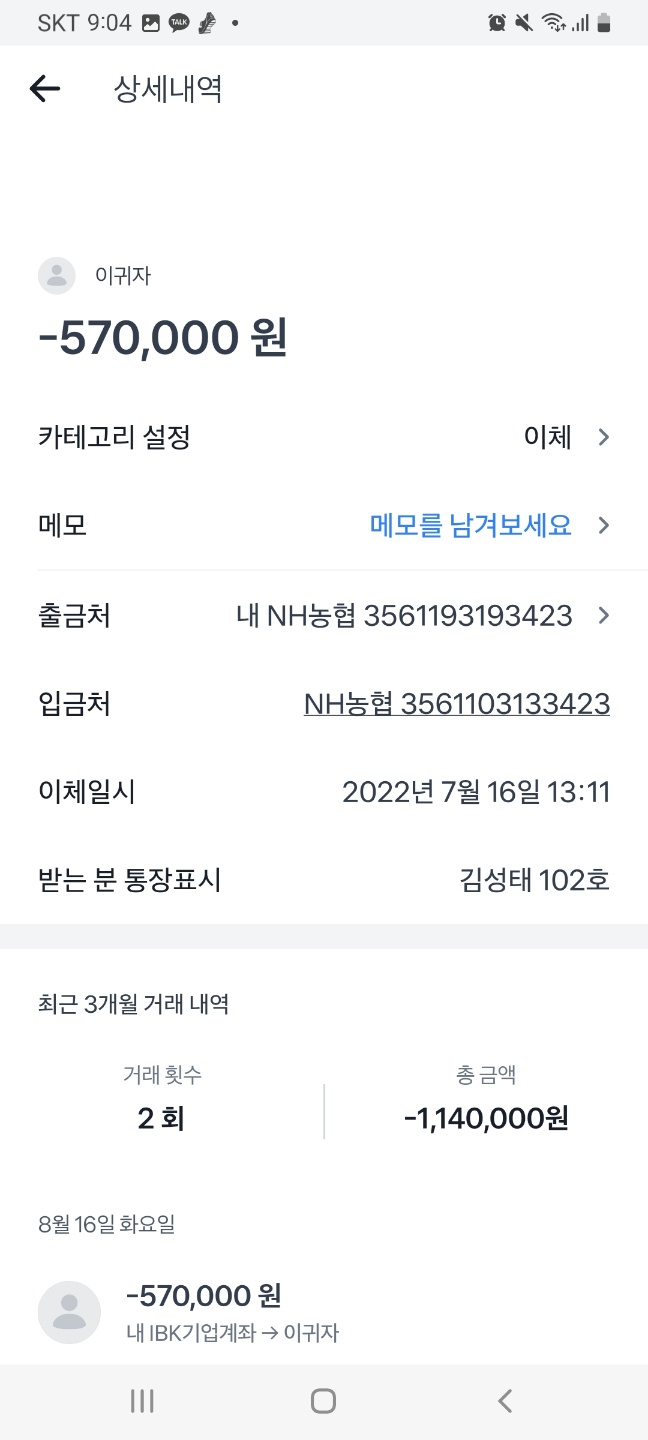 SKT 9:04 TALK
상세내역
이귀자
-570,000 원
카테고리 설정 이체
메모 메모를 남겨보세요
출금처 내 NH농협 3561193193423
입금처 NH농협 3561103133423
이체일시 2022년 7월 16일 13:11
받는 분 통장표시 김성태 102호
최근 3개월 거래 내역
거래 횟수 총 금액
2 회 -1,140,000원
8월 16일 화요일
-570,000 원
내 IBK기업계좌 → 이귀자